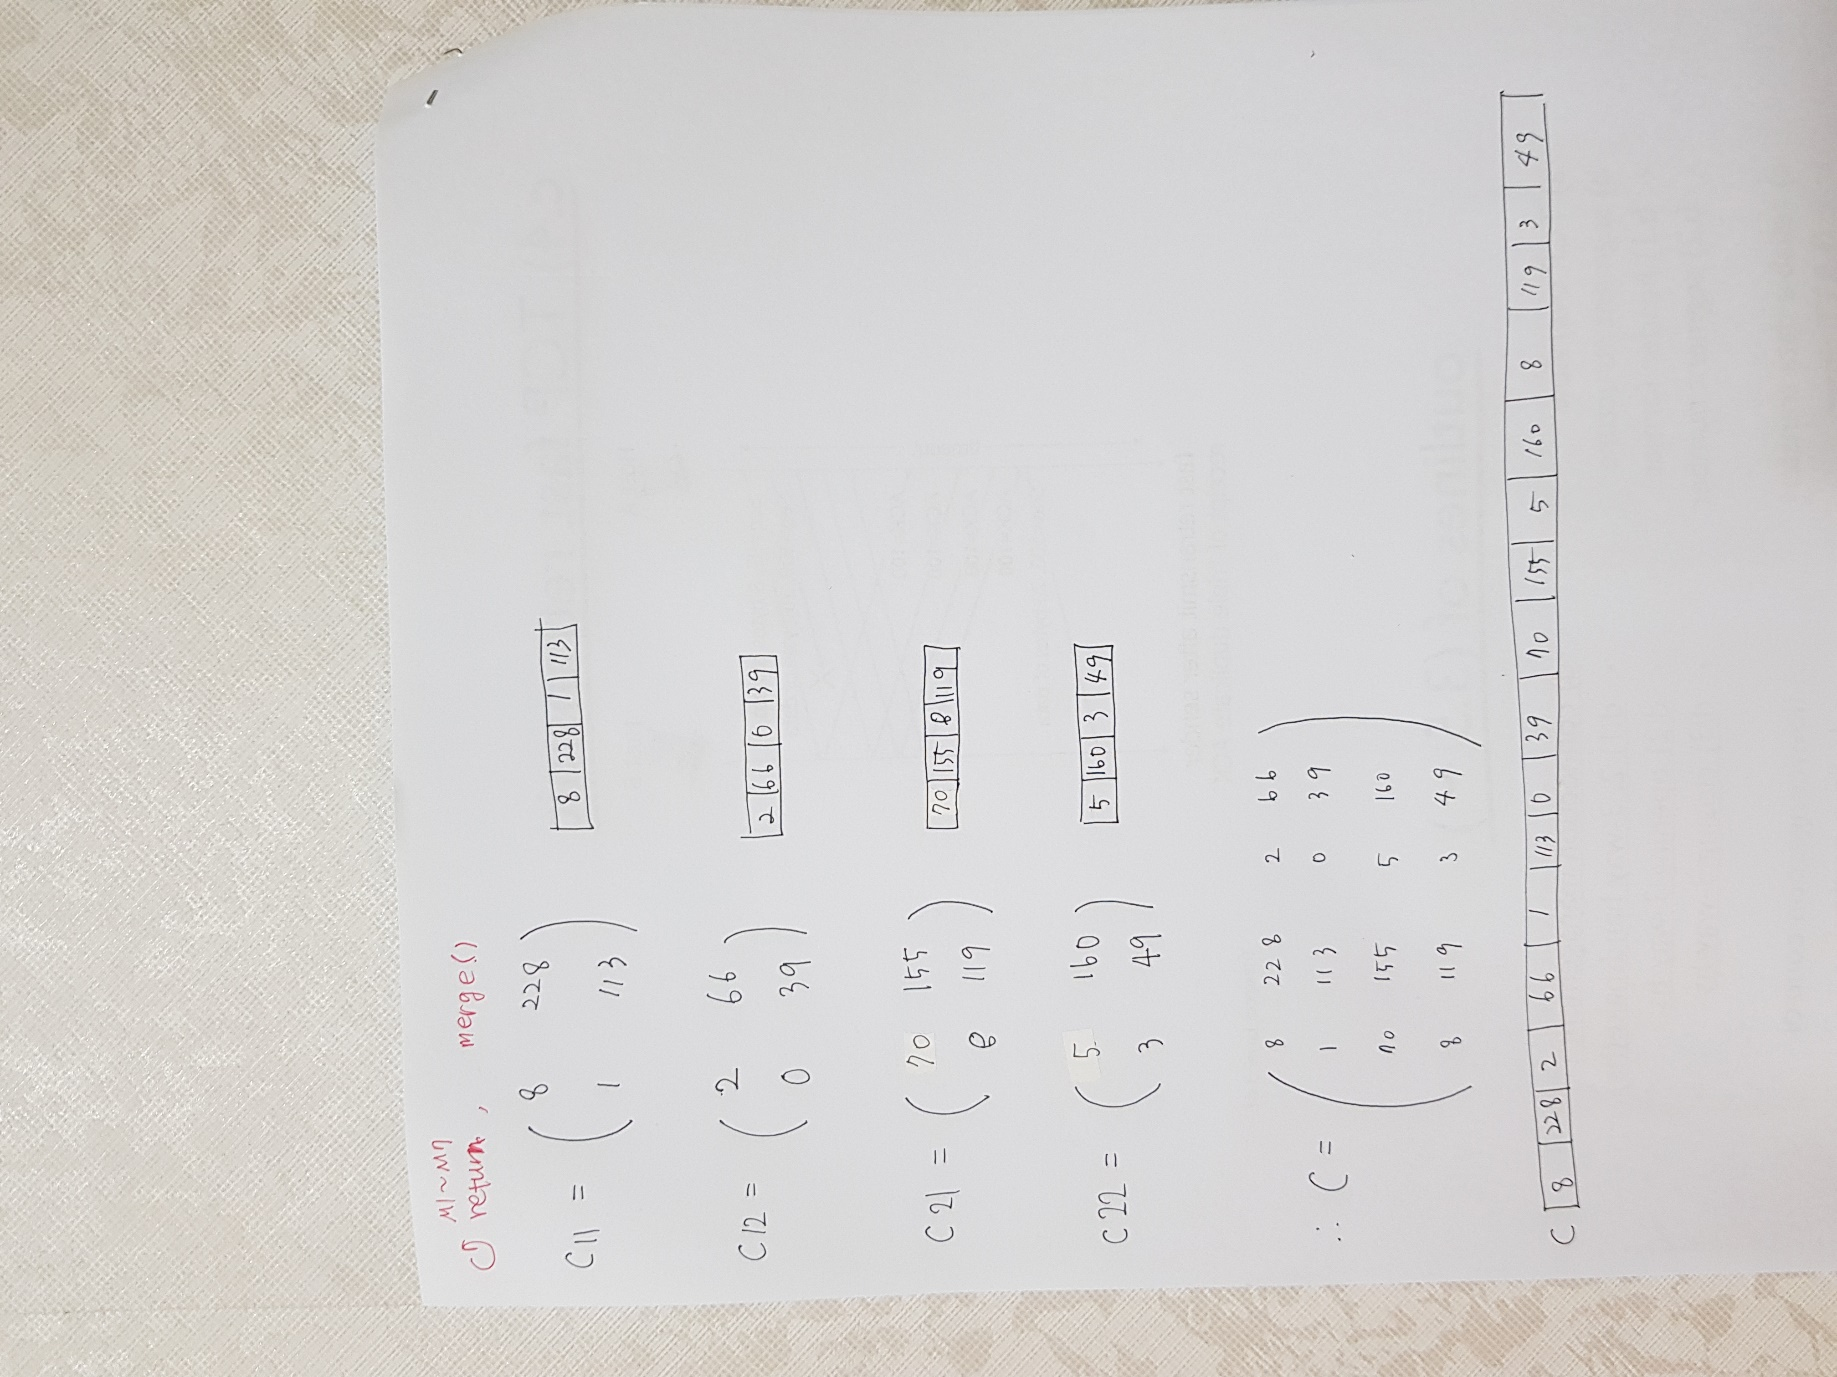 M1~M7
↻ return, merge()
C11 = ( 8 228 8 | 228 | 1 | 113
1 113 )
C12 = ( 2 66 2 | 66 | 0 | 39
0 39 )
C21 = ( 70 155 70 | 155 | 8 | 119
8 119 )
C22 = ( 5 160 5 | 160 | 3 | 49
3 49 )
∴ C = ( 8 228 2 66
1 113 0 39
70 155 5 160
8 119 3 49 )
C 8 | 228 | 2 | 66 | 1 | 113 | 0 | 39 | 70 | 155 | 5 | 160 | 8 | 119 | 3 | 49